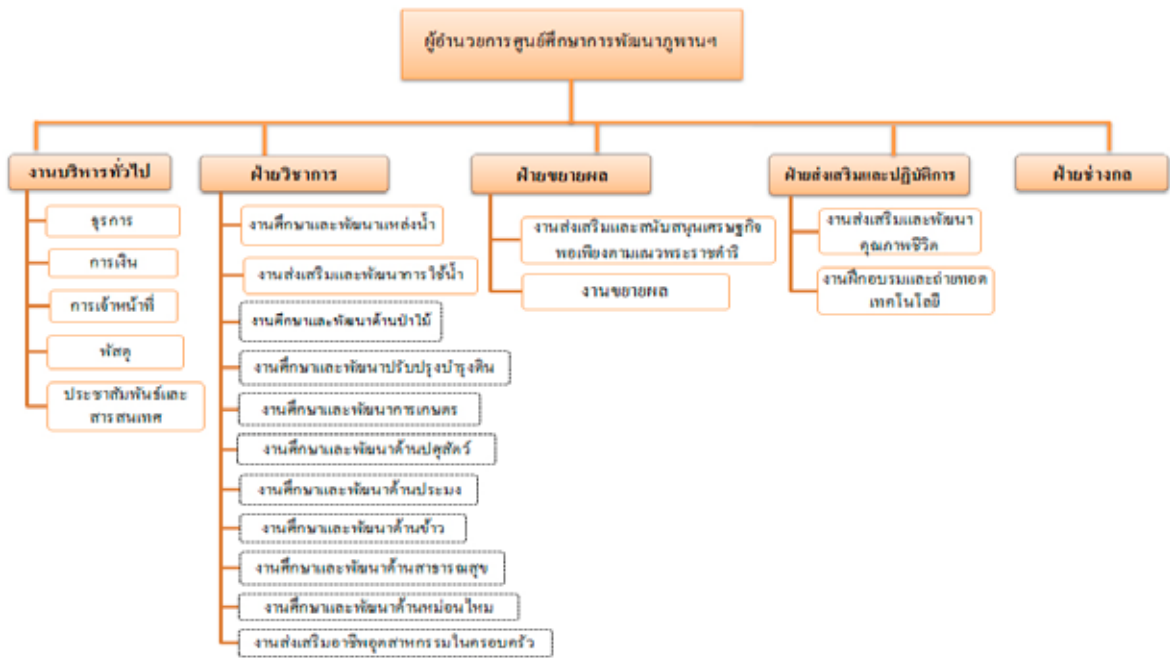 ผู้อำนวยการศูนย์ศึกษาการพัฒนาภูพานฯ
งานบริหารทั่วไป
ธุรการ
การเงิน
การเจ้าหน้าที่
พัสดุ
ประชาสัมพันธ์และ
สารสนเทศ
ฝ่ายวิชาการ
งานศึกษาและพัฒนาแหล่งน้ำ
งานส่งเสริมและพัฒนาการใช้น้ำ
งานศึกษาและพัฒนาด้านป่าไม้
งานศึกษาและพัฒนาปรับปรุงบำรุงดิน
งานศึกษาและพัฒนาการเกษตร
งานศึกษาและพัฒนาด้านปศุสัตว์
งานศึกษาและพัฒนาด้านประมง
งานศึกษาและพัฒนาด้านข้าว
งานศึกษาและพัฒนาด้านสาธารณสุข
งานศึกษาและพัฒนาด้านหม่อนไหม
งานส่งเสริมอาชีพอุตสาหกรรมในครอบครัว
ฝ่ายขยายผล
งานส่งเสริมและสนับสนุนเศรษฐกิจ
พอเพียงตามแนวพระราชดำริ
งานขยายผล
ฝ่ายส่งเสริมและปฏิบัติการ
งานส่งเสริมและพัฒนา
คุณภาพชีวิต
งานฝึกอบรมและถ่ายทอด
เทคโนโลยี
ฝ่ายช่างกล